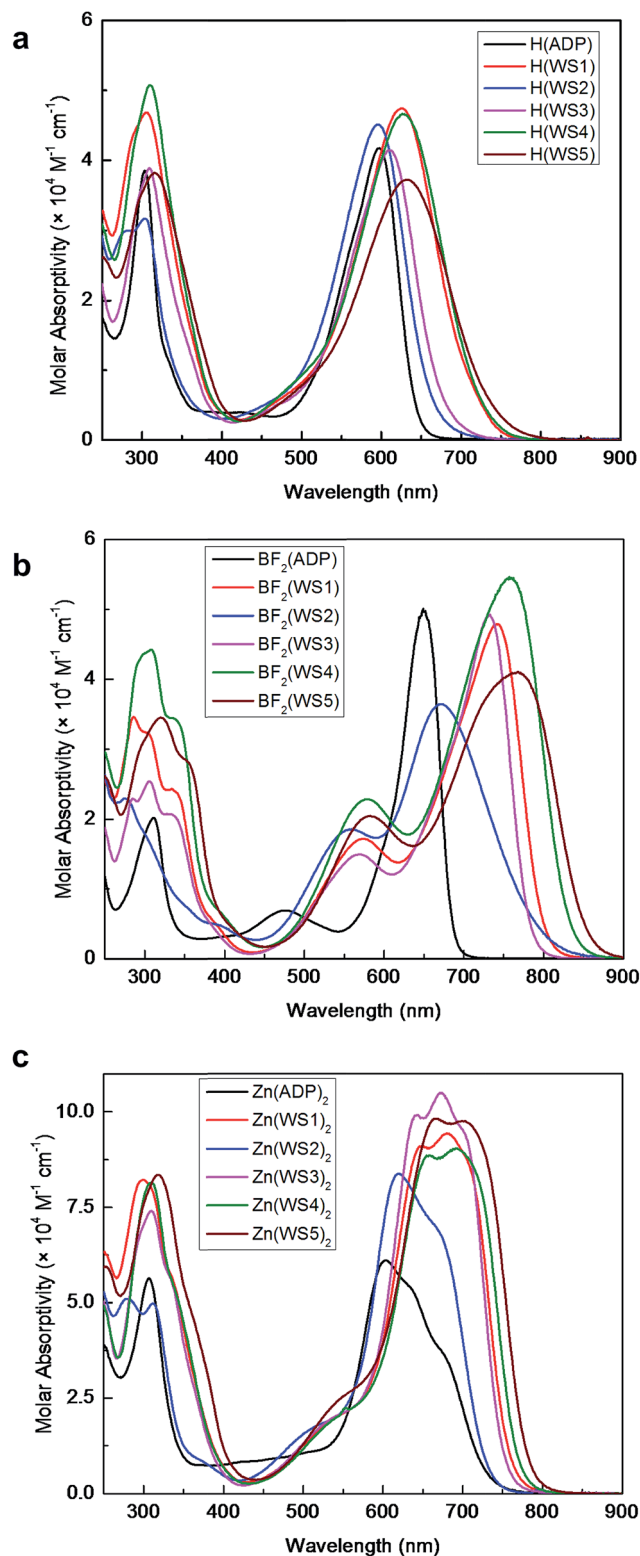 a
6
4
2
0
Molar Absorptivity (× 10⁴ M⁻¹ cm⁻¹)
H(ADP)
H(WS1)
H(WS2)
H(WS3)
H(WS4)
H(WS5)
300 400 500 600 700 800 900
Wavelength (nm)
b
6
4
2
0
Molar Absorptivity (× 10⁴ M⁻¹ cm⁻¹)
BF₂(ADP)
BF₂(WS1)
BF₂(WS2)
BF₂(WS3)
BF₂(WS4)
BF₂(WS5)
300 400 500 600 700 800 900
Wavelength (nm)
c
10.0
7.5
5.0
2.5
0.0
Molar Absorptivity (× 10⁴ M⁻¹ cm⁻¹)
Zn(ADP)₂
Zn(WS1)₂
Zn(WS2)₂
Zn(WS3)₂
Zn(WS4)₂
Zn(WS5)₂
300 400 500 600 700 800 900
Wavelength (nm)